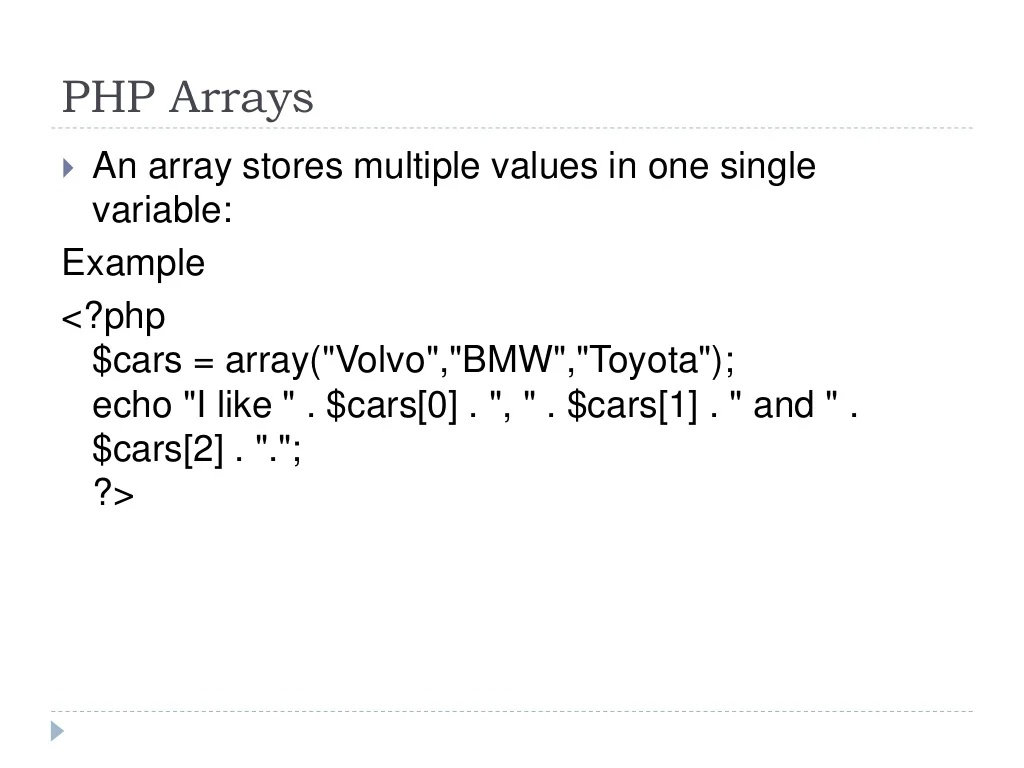 PHP Arrays
An array stores multiple values in one single
variable:
Example
<?php
$cars = array("Volvo","BMW","Toyota");
echo "I like " . $cars[0] . ", " . $cars[1] . " and " .
$cars[2] . ".";
?>